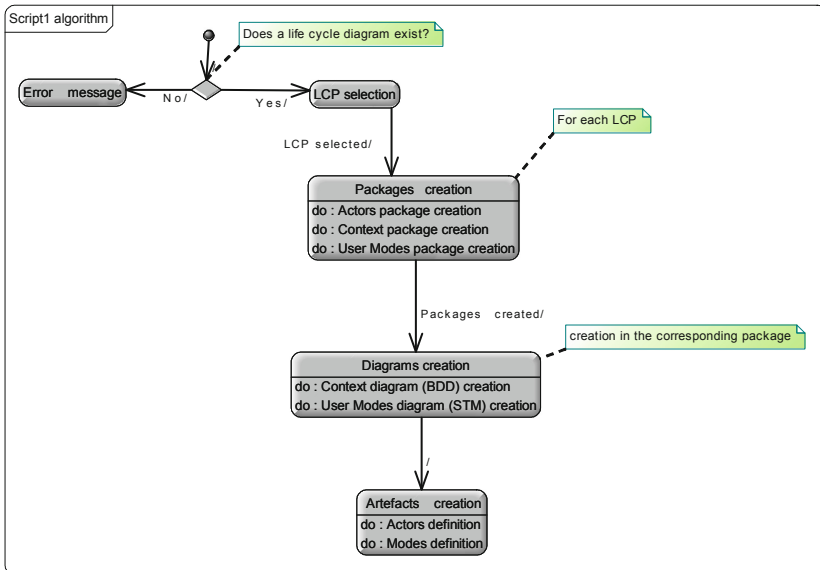 Script1 algorithm
Does a life cycle diagram exist?
/
Error message
No/
Yes/
LCP selection
LCP selected/
For each LCP
Packages creation
do : Actors package creation
do : Context package creation
do : User Modes package creation
Packages created/
creation in the corresponding package
Diagrams creation
do : Context diagram (BDD) creation
do : User Modes diagram (STM) creation
/
Artefacts creation
do : Actors definition
do : Modes definition